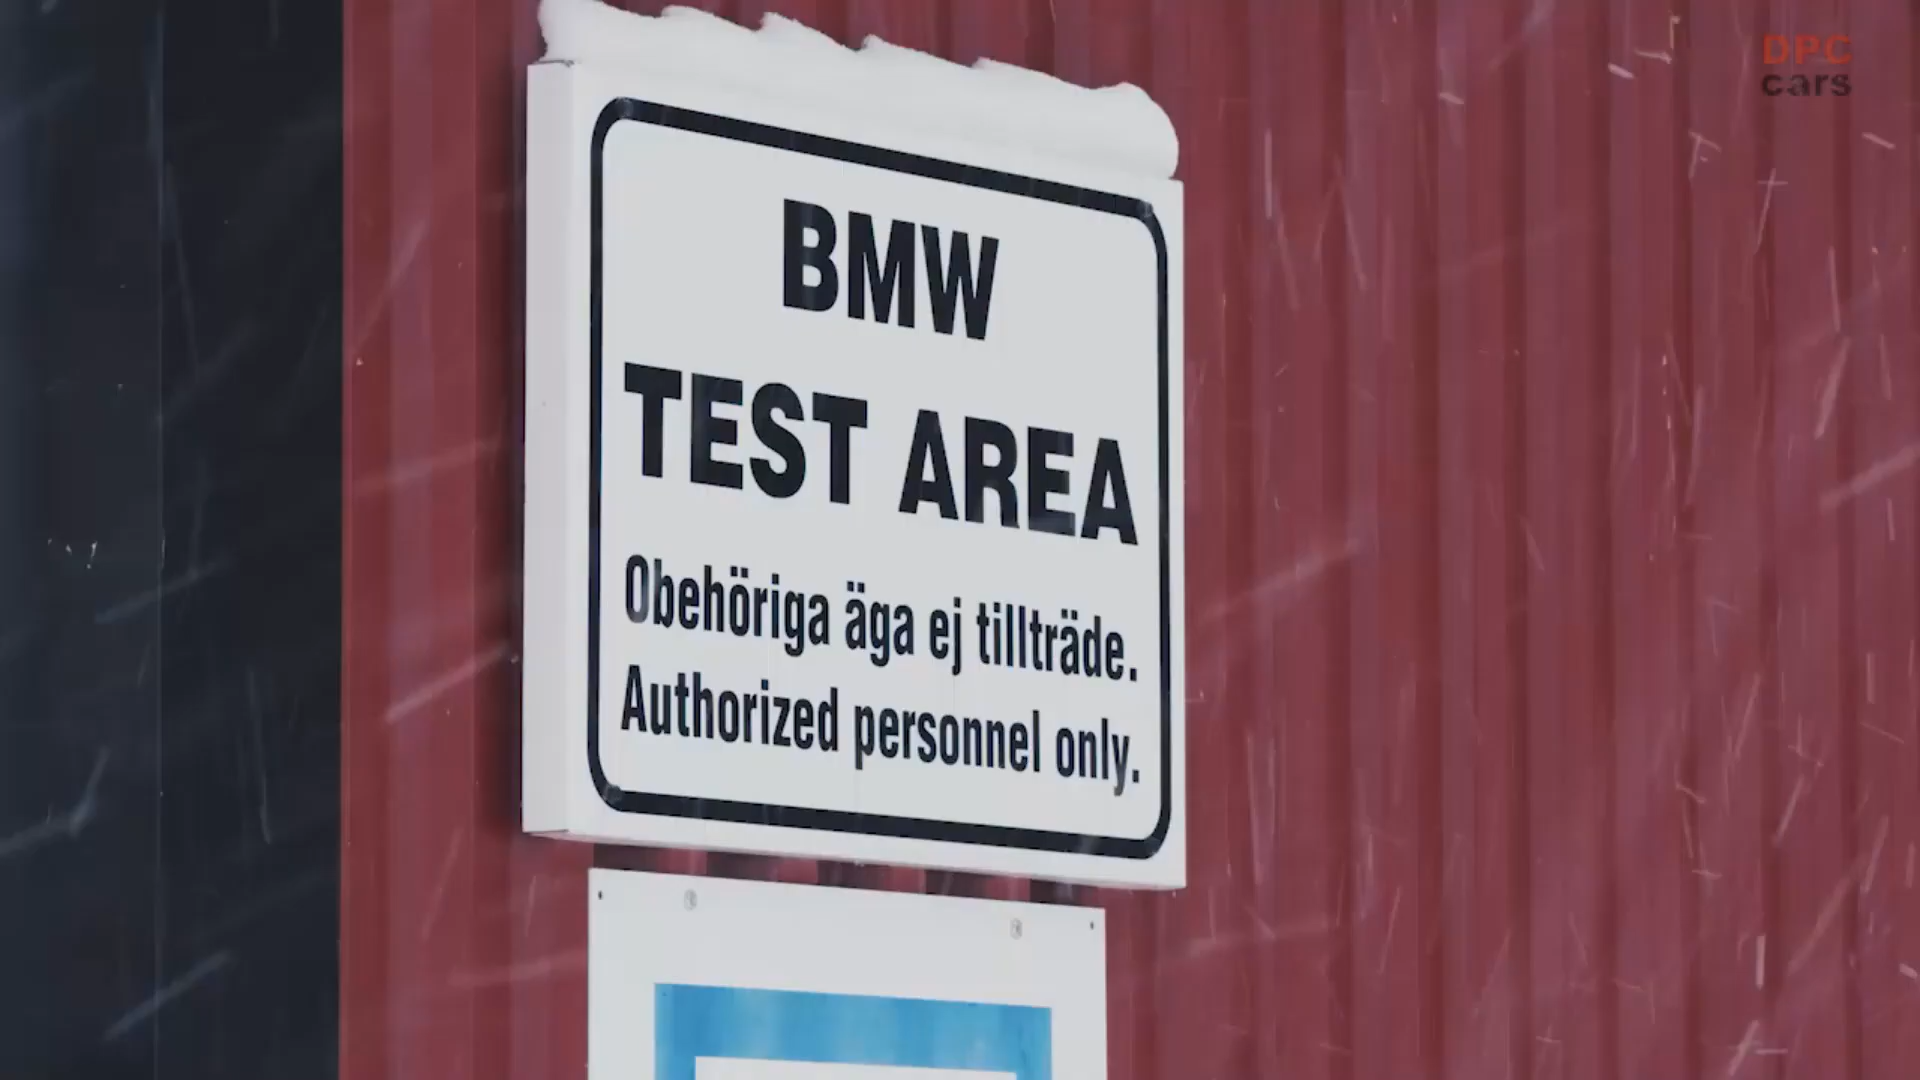 DPC
cars
BMW
TEST AREA
Obehöriga äga ej tillträde.
Authorized personnel only.